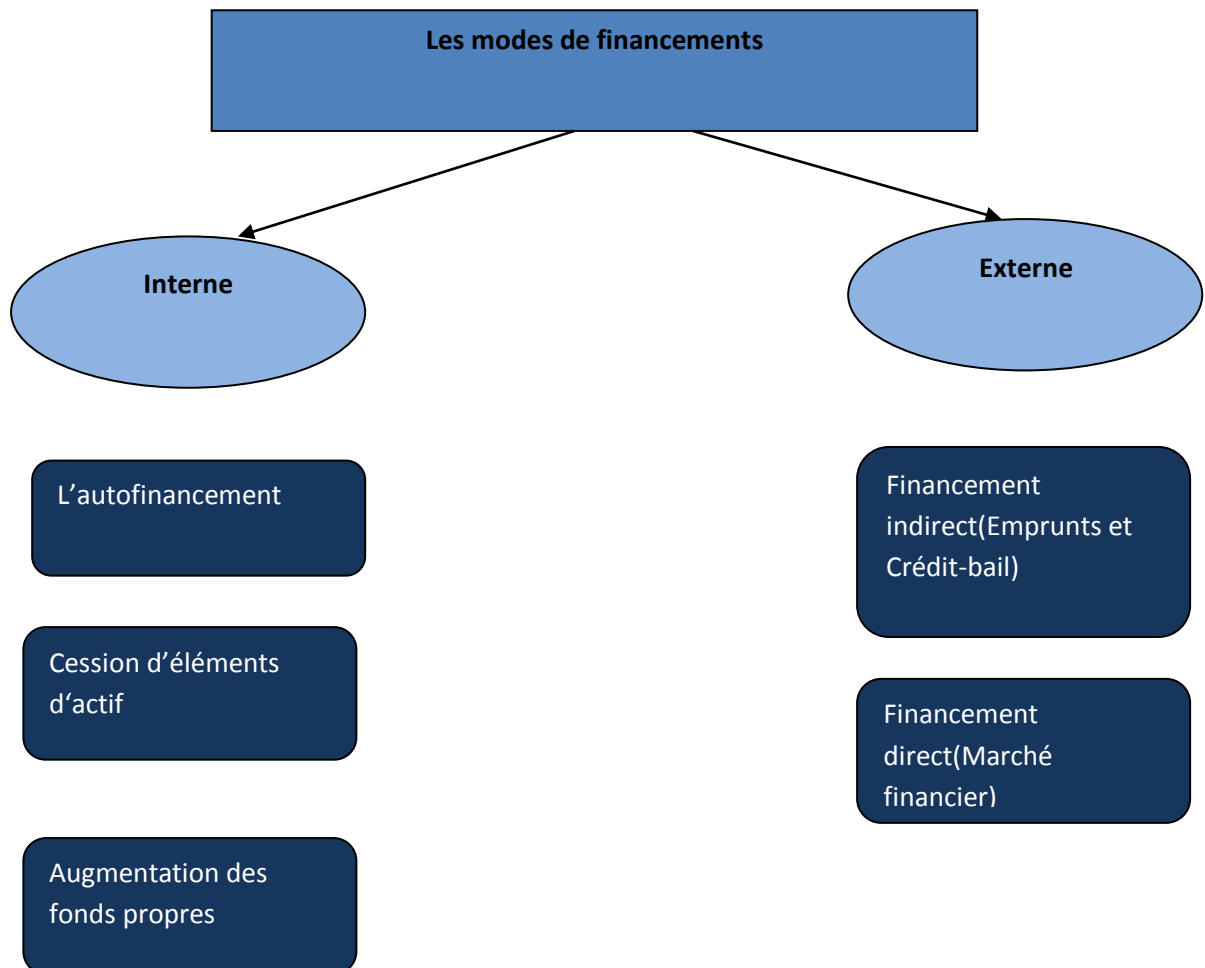 Les modes de financements
Interne
Externe
L’autofinancement
Cession d’éléments
d‘actif
Augmentation des
fonds propres
Financement
indirect(Emprunts et
Crédit-bail)
Financement
direct(Marché
financier)